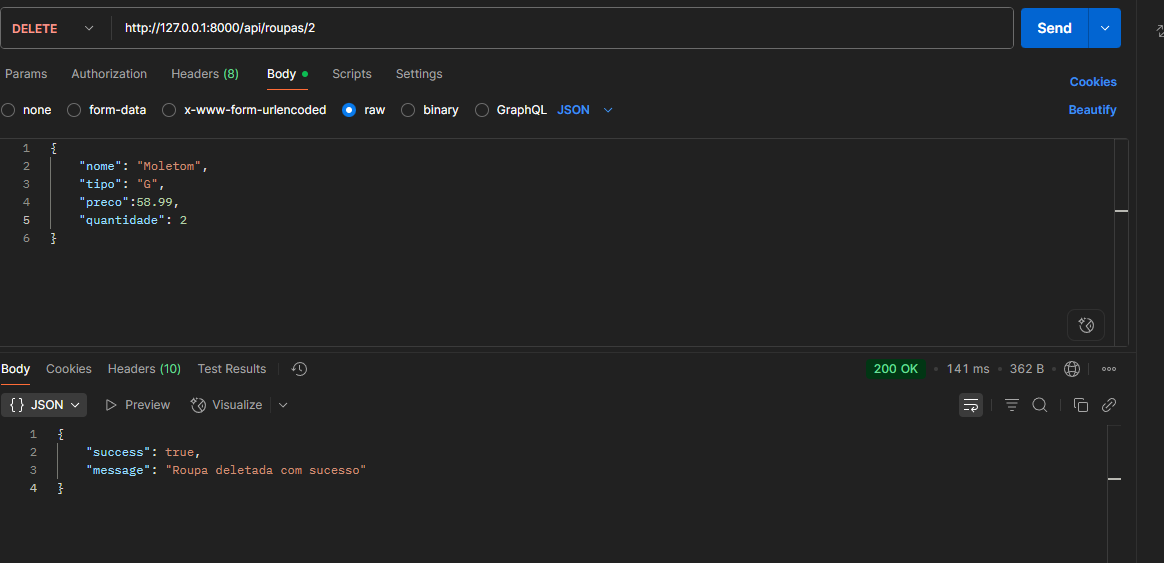 DELETE http://127.0.0.1:8000/api/roupas/2 Send
Params Authorization Headers (8) Body Scripts Settings Cookies
none form-data x-www-form-urlencoded raw binary GraphQL JSON Beautify
1 {
2 "nome": "Moletom",
3 "tipo": "G",
4 "preco":58.99,
5 "quantidade": 2
6 }
Body Cookies Headers (10) Test Results 200 OK 141 ms 362 B
{} JSON Preview Visualize
1 {
2 "success": true,
3 "message": "Roupa deletada com sucesso"
4 }